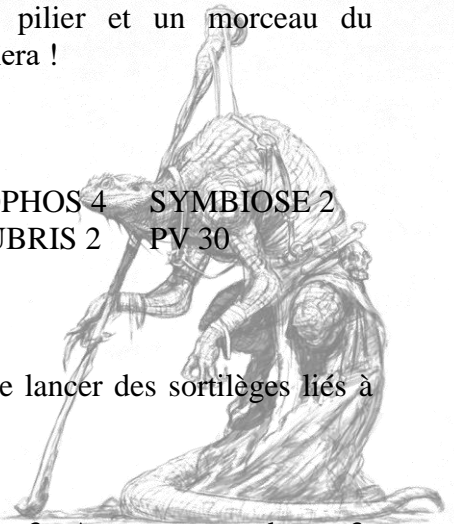 pilier et un morceau du
era !
PHOS 4 SYMBIOSE 2
UBRIS 2 PV 30
e lancer des sortilèges liés à